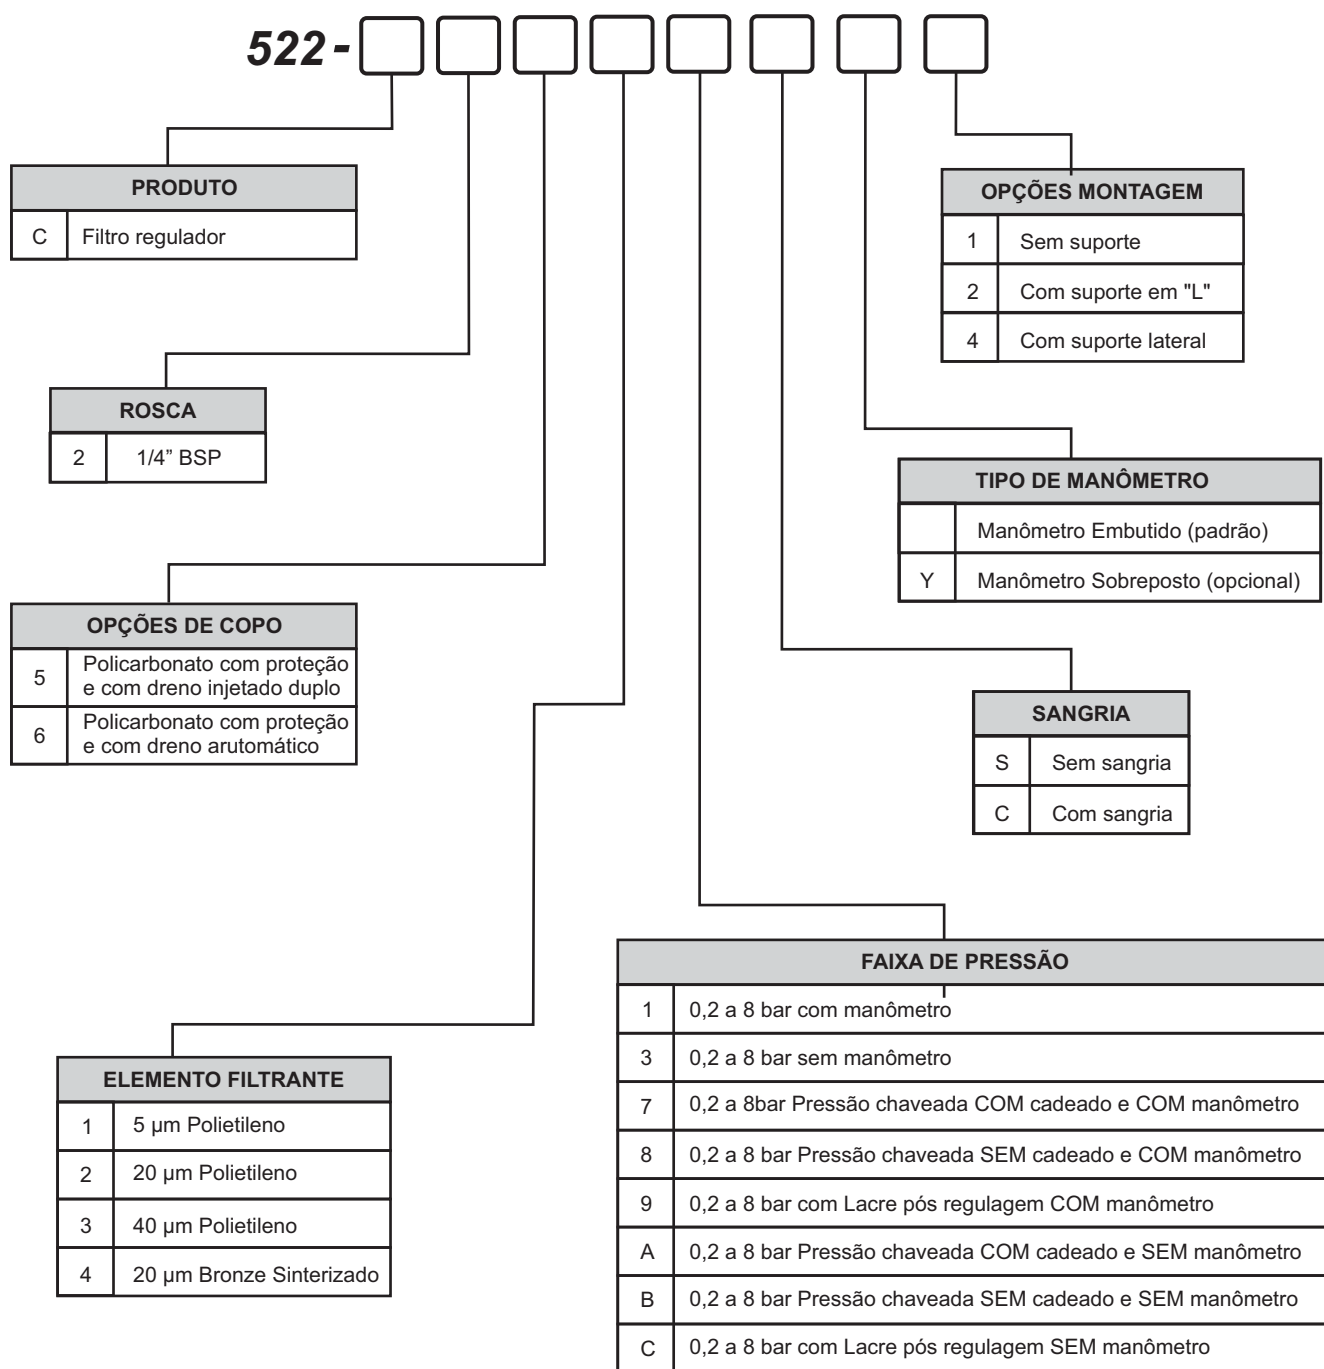 522-
PRODUTO
C Filtro regulador
OPÇÕES MONTAGEM
1 Sem suporte
2 Com suporte em "L"
4 Com suporte lateral
ROSCA
2 1/4” BSP
TIPO DE MANÔMETRO
Manômetro Embutido (padrão)
Y Manômetro Sobreposto (opcional)
OPÇÕES DE COPO
5 Policarbonato com proteção
e com dreno injetado duplo
6 Policarbonato com proteção
e com dreno arutomático
SANGRIA
S Sem sangria
C Com sangria
FAIXA DE PRESSÃO
1 0,2 a 8 bar com manômetro
3 0,2 a 8 bar sem manômetro
7 0,2 a 8bar Pressão chaveada COM cadeado e COM manômetro
8 0,2 a 8 bar Pressão chaveada SEM cadeado e COM manômetro
9 0,2 a 8 bar com Lacre pós regulagem COM manômetro
A 0,2 a 8 bar Pressão chaveada COM cadeado e SEM manômetro
B 0,2 a 8 bar Pressão chaveada SEM cadeado e SEM manômetro
C 0,2 a 8 bar com Lacre pós regulagem SEM manômetro
ELEMENTO FILTRANTE
1 5 µm Polietileno
2 20 µm Polietileno
3 40 µm Polietileno
4 20 µm Bronze Sinterizado